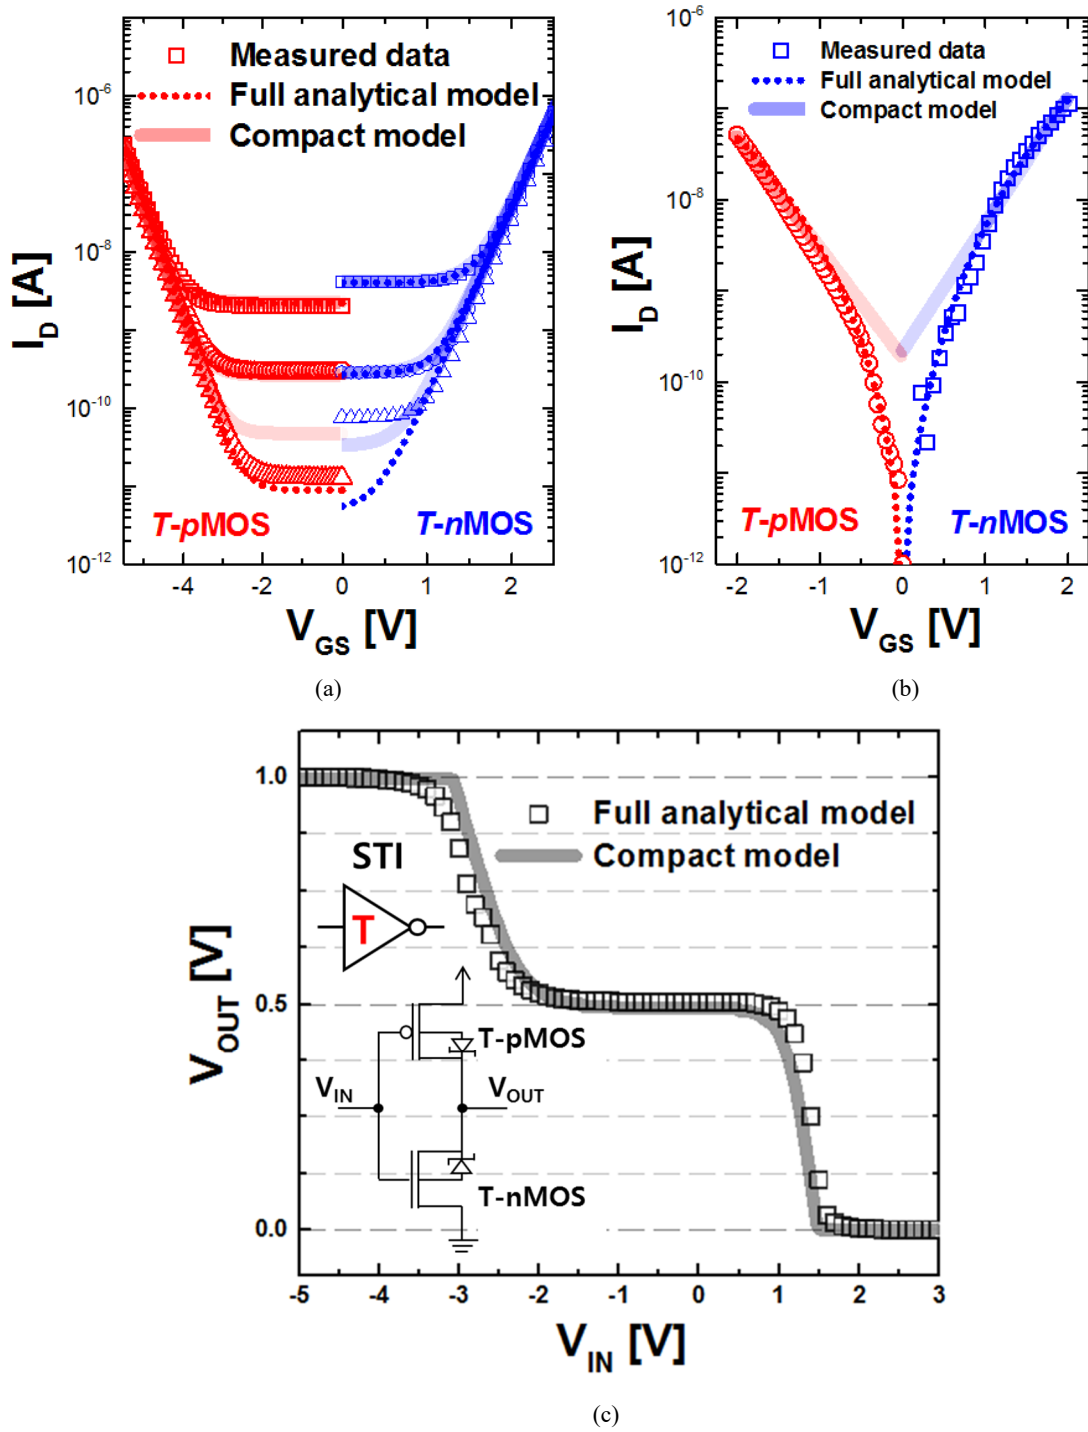 Measured data
Full analytical model
Compact model
10⁻⁶
10⁻⁸
10⁻¹⁰
10⁻¹²
I_D [A]
T-pMOS
T-nMOS
-4
-2
0
1
2
V_GS [V]
(a)
10⁻⁶
Measured data
Full analytical model
Compact model
10⁻⁸
10⁻¹⁰
10⁻¹²
I_D [A]
T-pMOS
T-nMOS
-2
-1
0
1
2
V_GS [V]
(b)
1.0
0.5
0.0
V_OUT [V]
Full analytical model
Compact model
STI
T
T-pMOS
V_IN
V_OUT
T-nMOS
-5
-4
-3
-2
-1
0
1
2
3
V_IN [V]
(c)